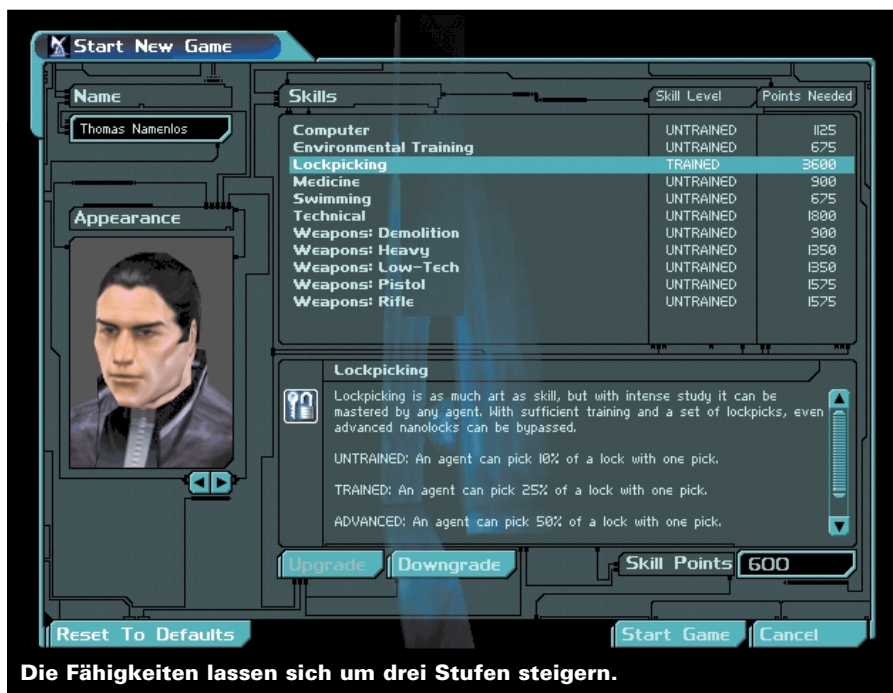 Start New Game
Name
Thomas Namenlos
Appearance
Skills Skill Level Points Needed
Computer UNTRAINED 1125
Environmental Training UNTRAINED 675
Lockpicking TRAINED 3600
Medicine UNTRAINED 900
Swimming UNTRAINED 675
Technical UNTRAINED 1800
Weapons: Demolition UNTRAINED 900
Weapons: Heavy UNTRAINED 1350
Weapons: Low-Tech UNTRAINED 1350
Weapons: Pistol UNTRAINED 1575
Weapons: Rifle UNTRAINED 1575
Lockpicking
Lockpicking is as much art as skill, but with intense study it can be
mastered by any agent. With sufficient training and a set of lockpicks, even
advanced nanolocks can be bypassed.
UNTRAINED: An agent can pick 10% of a lock with one pick.
TRAINED: An agent can pick 25% of a lock with one pick.
ADVANCED: An agent can pick 50% of a lock with one pick.
Upgrade Downgrade Skill Points 600
Reset To Defaults Start Game Cancel
Die Fähigkeiten lassen sich um drei Stufen steigern.